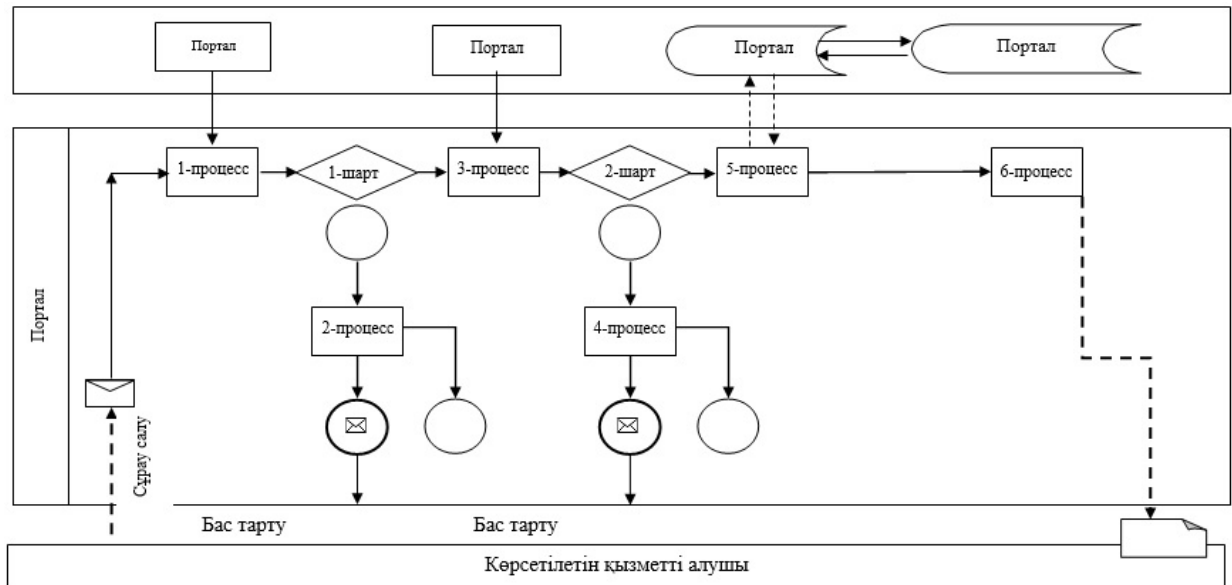 Портал
Портал
Портал
Портал
1-процесс
1-шарт
3-процесс
2-шарт
5-процесс
6-процесс
Портал
2-процесс
4-процесс
Сұрау салу
Бас тарту
Бас тарту
Көрсетілетін қызметті алушы